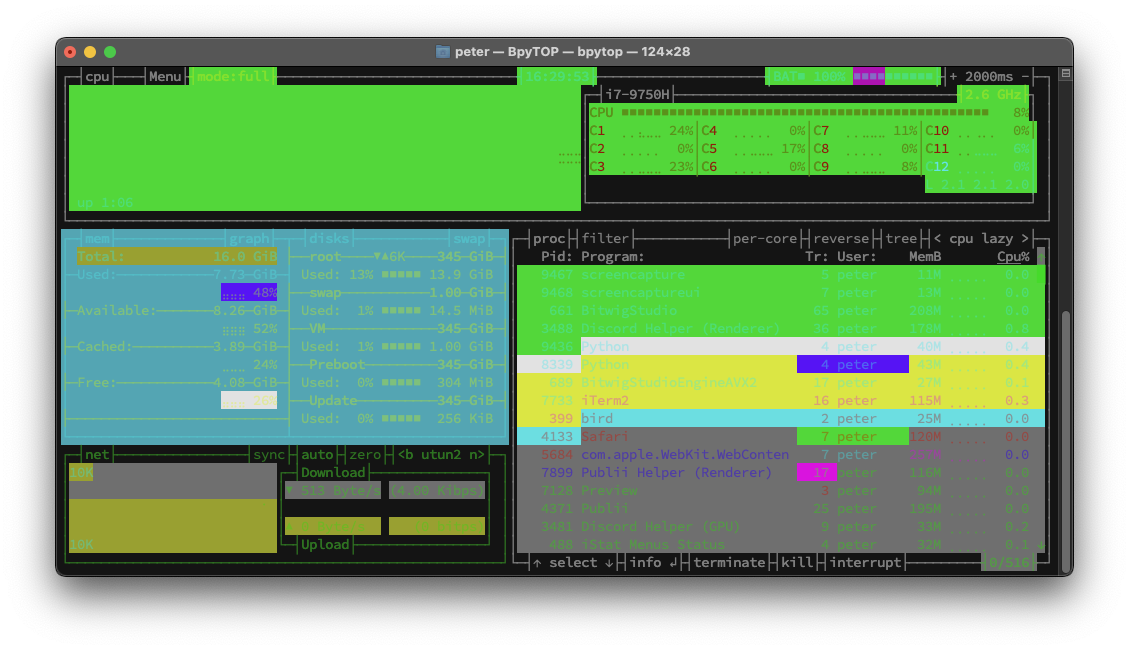 peter — BpyTOP — bpytop — 124×28
cpu Menu mode:full 16:29:53 BAT■ 100% ■■■■■■■■■■ + 2000ms −
i7-9750H 2.6 GHz
CPU 8%
C1 24% C4 0% C7 11% C10 0%
C2 0% C5 17% C8 0% C11 0%
C3 23% C6 0% C9 8% C12 0%
up 1:06 2.1 2.1 2.0
mem graph disks swap
Total: 16.0 GiB
Used: 7.73 GiB
48%
Available: 8.26 GiB
52%
Cached: 3.89 GiB
24%
Free: 4.08 GiB
root ▼▲6K 345 GiB
Used: 13% ■■■■■ 13.9 GiB
swap 1.00 GiB
Used: 1% ■■■■■ 14.5 MiB
VM 345 GiB
Used: 1% ■■■■■ 1.00 GiB
Preboot 345 GiB
Used: 0% ■■■■■ 304 MiB
Update 345 GiB
Used: 0% ■■■■■ 256 KiB
net sync auto zero <b utun2 n>
10K
Download
▼ 513 Byte/s (4.00 Kibps)
10K
Upload
proc filter per-core reverse tree < cpu lazy >
Pid: Program: Tr: User: MemB Cpu%
9467 screencapture 5 peter 11M 0.0
9468 screencaptureui 7 peter 13M 0.0
661 BitwigStudio 65 peter 288M 0.0
3488 Discord Helper (Renderer) 36 peter 178M 0.8
9436 Python 4 peter 48M 0.4
8339 Python 4 peter 43M 0.4
689 BitwigStudioEngineAVX2 17 peter 27M 0.1
7733 iTerm2 16 peter 115M 0.3
399 bird 2 peter 25M 0.0
4133 Safari 7 peter 120M 0.0
5684 com.apple.WebKit.WebConten 7 peter 257M 0.0
7899 Publii Helper (Renderer) 17 peter 116M 0.0
7128 Preview 3 peter 94M 0.0
4371 Publii 25 peter 195M 0.0
3481 Discord Helper (GPU) 9 peter 33M 0.2
488 iStat Menus Status 4 peter 32M 0.1 ↓
↑ select ↓ info ↲ terminate kill interrupt 0/516